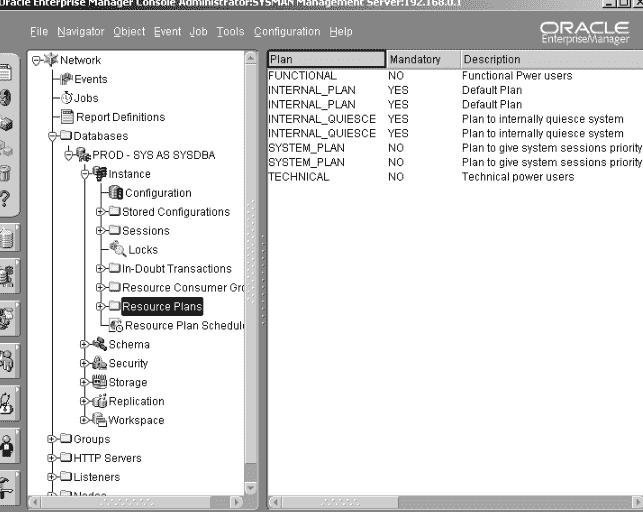 Oracle Enterprise Manager Console Administrator:SYSMAN Management Server:192.168.0.1
File Navigator Object Event Job Tools Configuration Help
ORACLE
EnterpriseManager
Network
Events
Jobs
Report Definitions
Databases
PROD - SYS AS SYSDBA
Instance
Configuration
Stored Configurations
Sessions
Locks
In-Doubt Transactions
Resource Consumer Gro
Resource Plans
Resource Plan Schedul
Schema
Security
Storage
Replication
Workspace
Groups
HTTP Servers
Listeners
Nodes
Plan Mandatory Description
FUNCTIONAL NO Functional Pwer users
INTERNAL_PLAN YES Default Plan
INTERNAL_PLAN YES Default Plan
INTERNAL_QUIESCE YES Plan to internally quiesce system
INTERNAL_QUIESCE YES Plan to internally quiesce system
SYSTEM_PLAN NO Plan to give system sessions priority
SYSTEM_PLAN NO Plan to give system sessions priority
TECHNICAL NO Technical power users